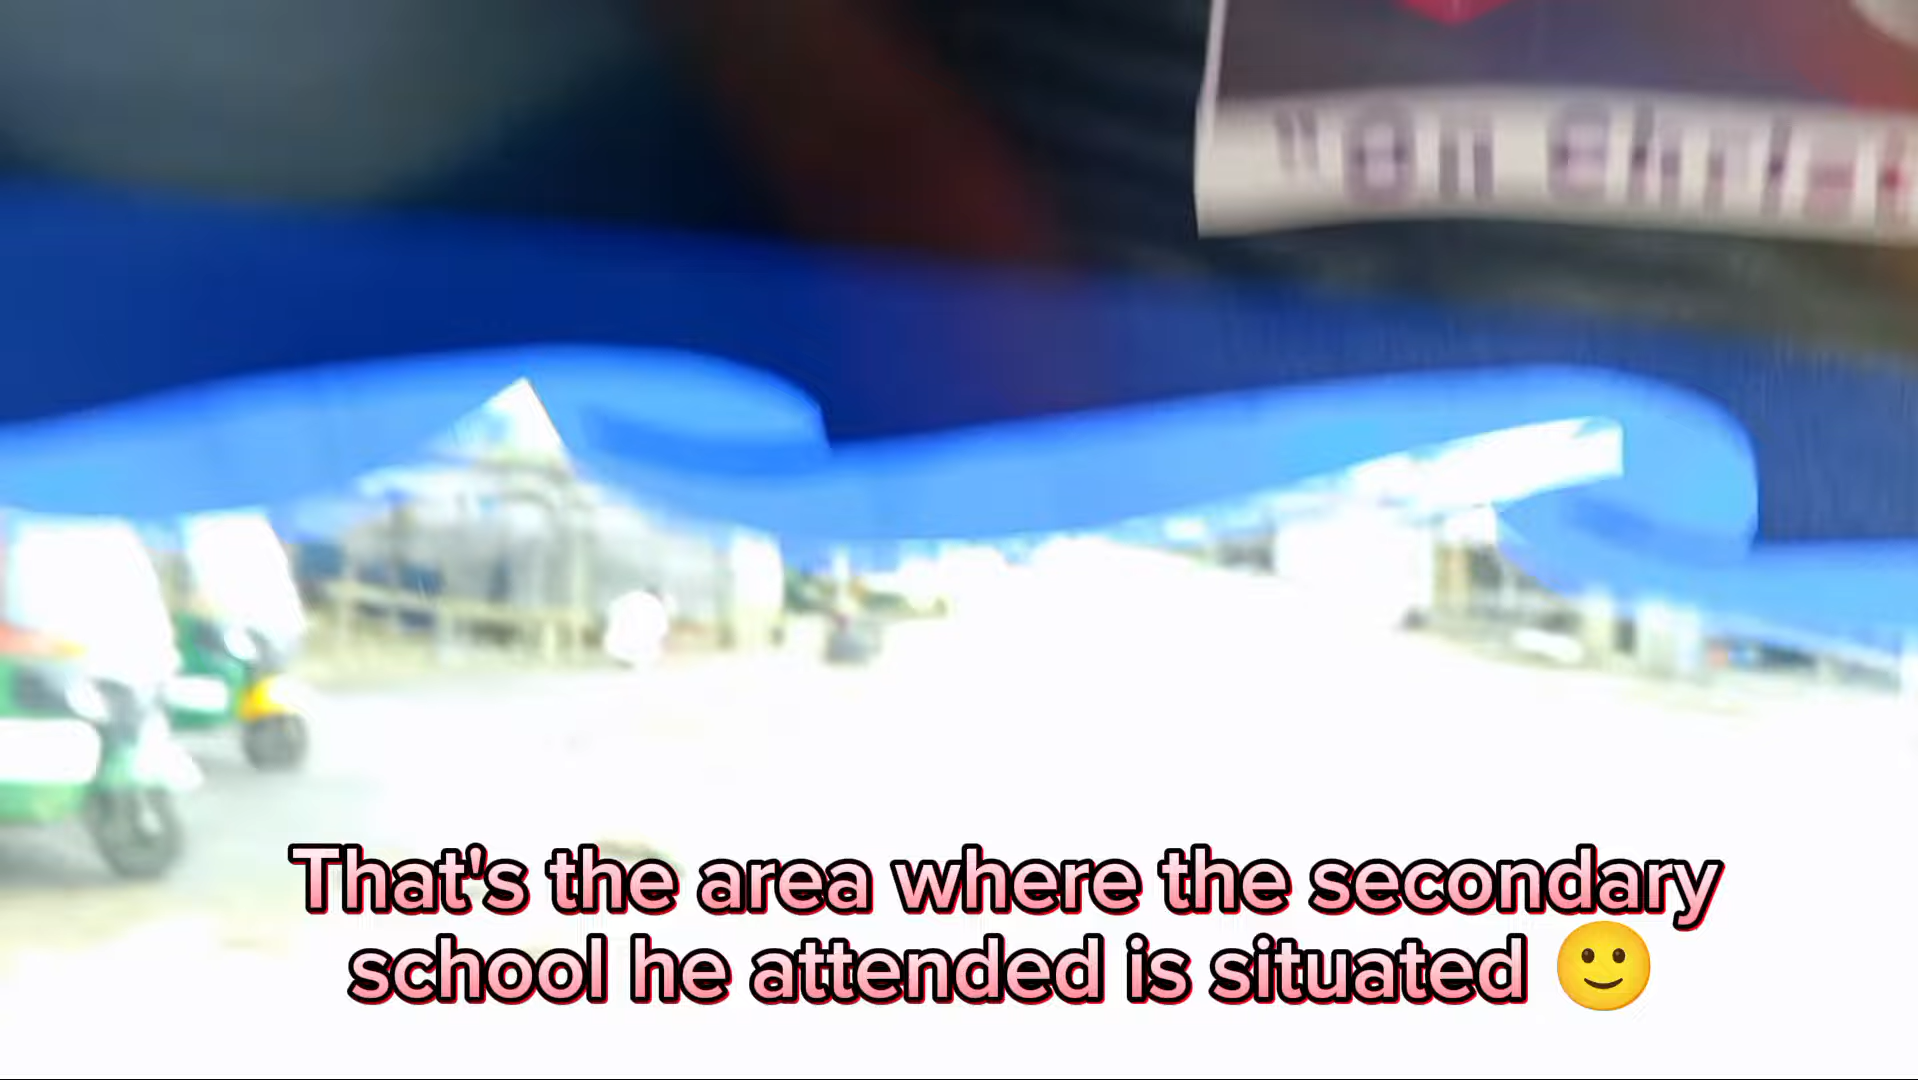 That's the area where the secondary
school he attended is situated 🙂